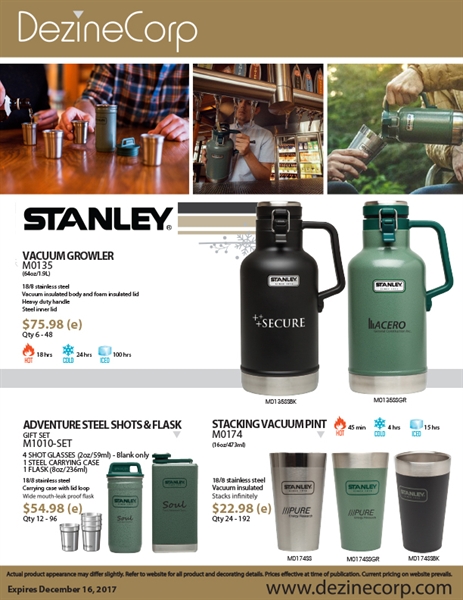 DezineCorp
STANLEY®
VACUUM GROWLER
M0135
(64oz/1.9L)
18/8 stainless steel
Vacuum insulated body and foam insulated lid
Heavy duty handle
Steel inner lid
$75.98 (e)
Qty 6 - 48
HOT 18 hrs COLD 24 hrs ICED 100 hrs
STANLEY
SECURE
STANLEY
ACERO
M0135SSBK
M0135SSGR
ADVENTURE STEEL SHOTS & FLASK
GIFT SET
M1010-SET
4 SHOT GLASSES (2oz/59ml) - Blank only
1 STEEL CARRYING CASE
1 FLASK (8oz/236ml)
18/8 stainless steel
Carrying case with lid loop
Wide mouth-leak proof flask
$54.98 (e)
Qty 12 - 96
STANLEY
Soul
STANLEY
Soul
STACKING VACUUM PINT
M0174
(16oz/473ml)
HOT 45 min COLD 4 hrs ICED 15 hrs
18/8 stainless steel
Vacuum insulated
Stacks infinitely
$22.98 (e)
Qty 24 - 192
STANLEY
PURE
STANLEY
PURE
STANLEY
PURE
M0174SS
M0174SSGR
M0174SSBK
Actual product appearance may differ slightly. Refer to website for all product and decorating details. Prices effective at time of publication. Current pricing on website prevails.
Expires December 16, 2017
www.dezinecorp.com